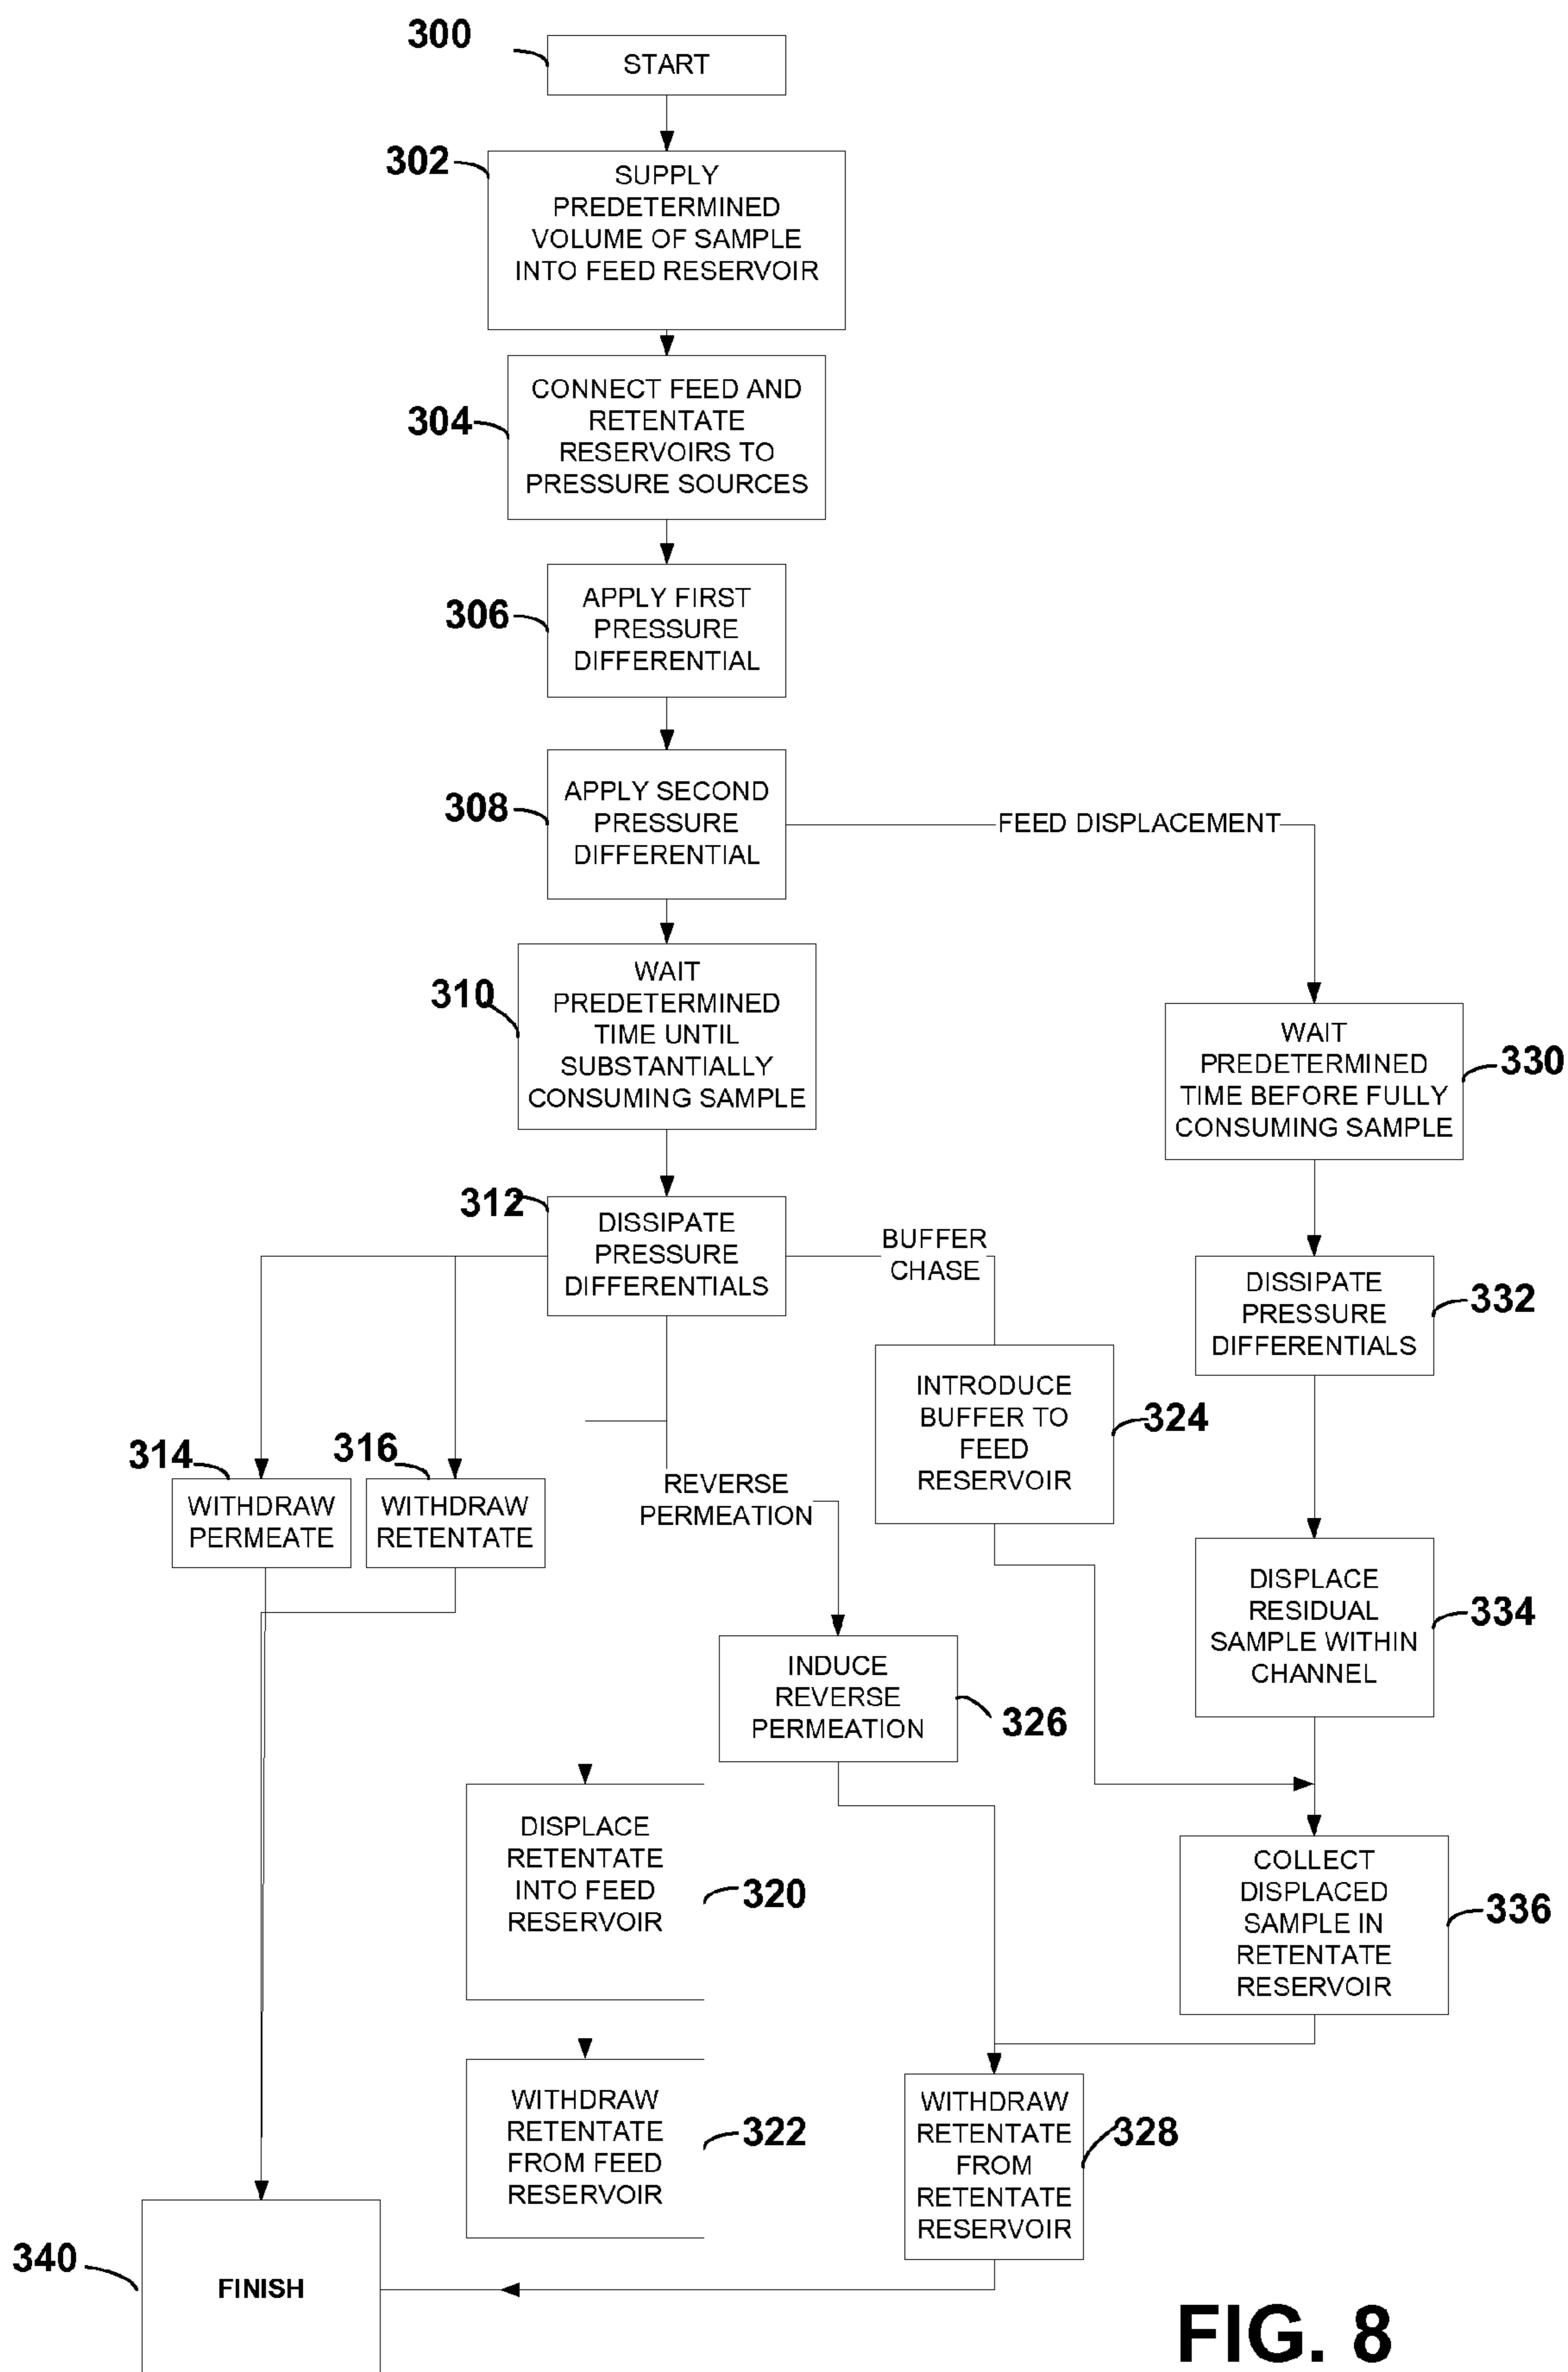 300
START
302
SUPPLY
PREDETERMINED
VOLUME OF SAMPLE
INTO FEED RESERVOIR
304
CONNECT FEED AND
RETENTATE
RESERVOIRS TO
PRESSURE SOURCES
306
APPLY FIRST
PRESSURE
DIFFERENTIAL
308
APPLY SECOND
PRESSURE
DIFFERENTIAL
FEED DISPLACEMENT
310
WAIT
PREDETERMINED
TIME UNTIL
SUBSTANTIALLY
CONSUMING SAMPLE
WAIT
PREDETERMINED
TIME BEFORE FULLY
CONSUMING SAMPLE
330
312
DISSIPATE
PRESSURE
DIFFERENTIALS
BUFFER
CHASE
DISSIPATE
PRESSURE
DIFFERENTIALS
332
INTRODUCE
BUFFER TO
FEED
RESERVOIR
324
314
WITHDRAW
PERMEATE
316
WITHDRAW
RETENTATE
REVERSE
PERMEATION
DISPLACE
RESIDUAL
SAMPLE WITHIN
CHANNEL
334
INDUCE
REVERSE
PERMEATION
326
DISPLACE
RETENTATE
INTO FEED
RESERVOIR
320
COLLECT
DISPLACED
SAMPLE IN
RETENTATE
RESERVOIR
336
WITHDRAW
RETENTATE
FROM FEED
RESERVOIR
322
WITHDRAW
RETENTATE
FROM
RETENTATE
RESERVOIR
328
340
FINISH
FIG. 8